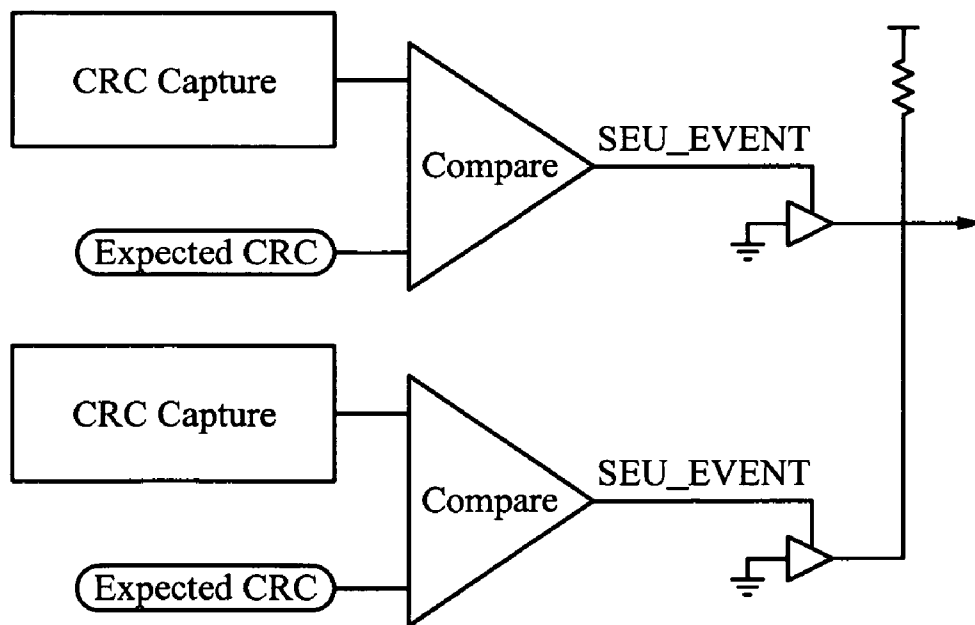 CRC Capture
Compare
SEU_EVENT
Expected CRC
CRC Capture
Compare
SEU_EVENT
Expected CRC